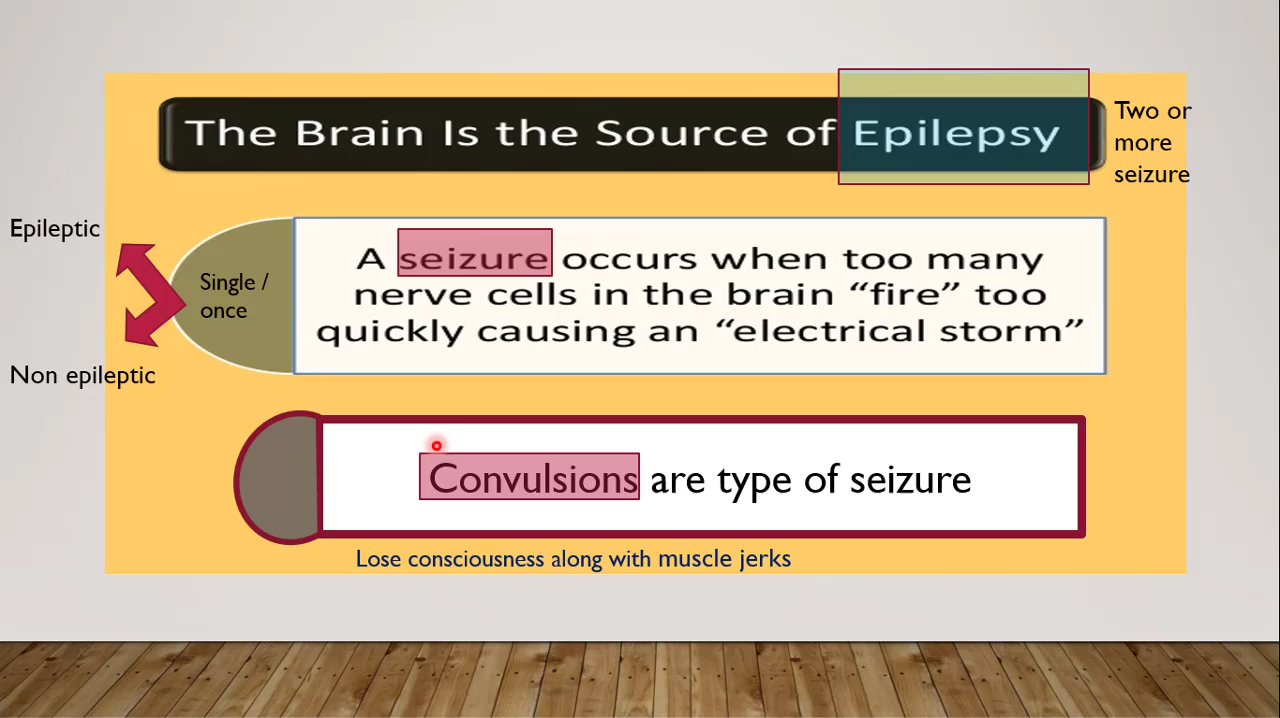 The Brain Is the Source of Epilepsy
Two or
more
seizure
Epileptic
Single /
once
Non epileptic
A seizure occurs when too many
nerve cells in the brain “fire” too
quickly causing an “electrical storm”
Convulsions are type of seizure
Lose consciousness along with muscle jerks